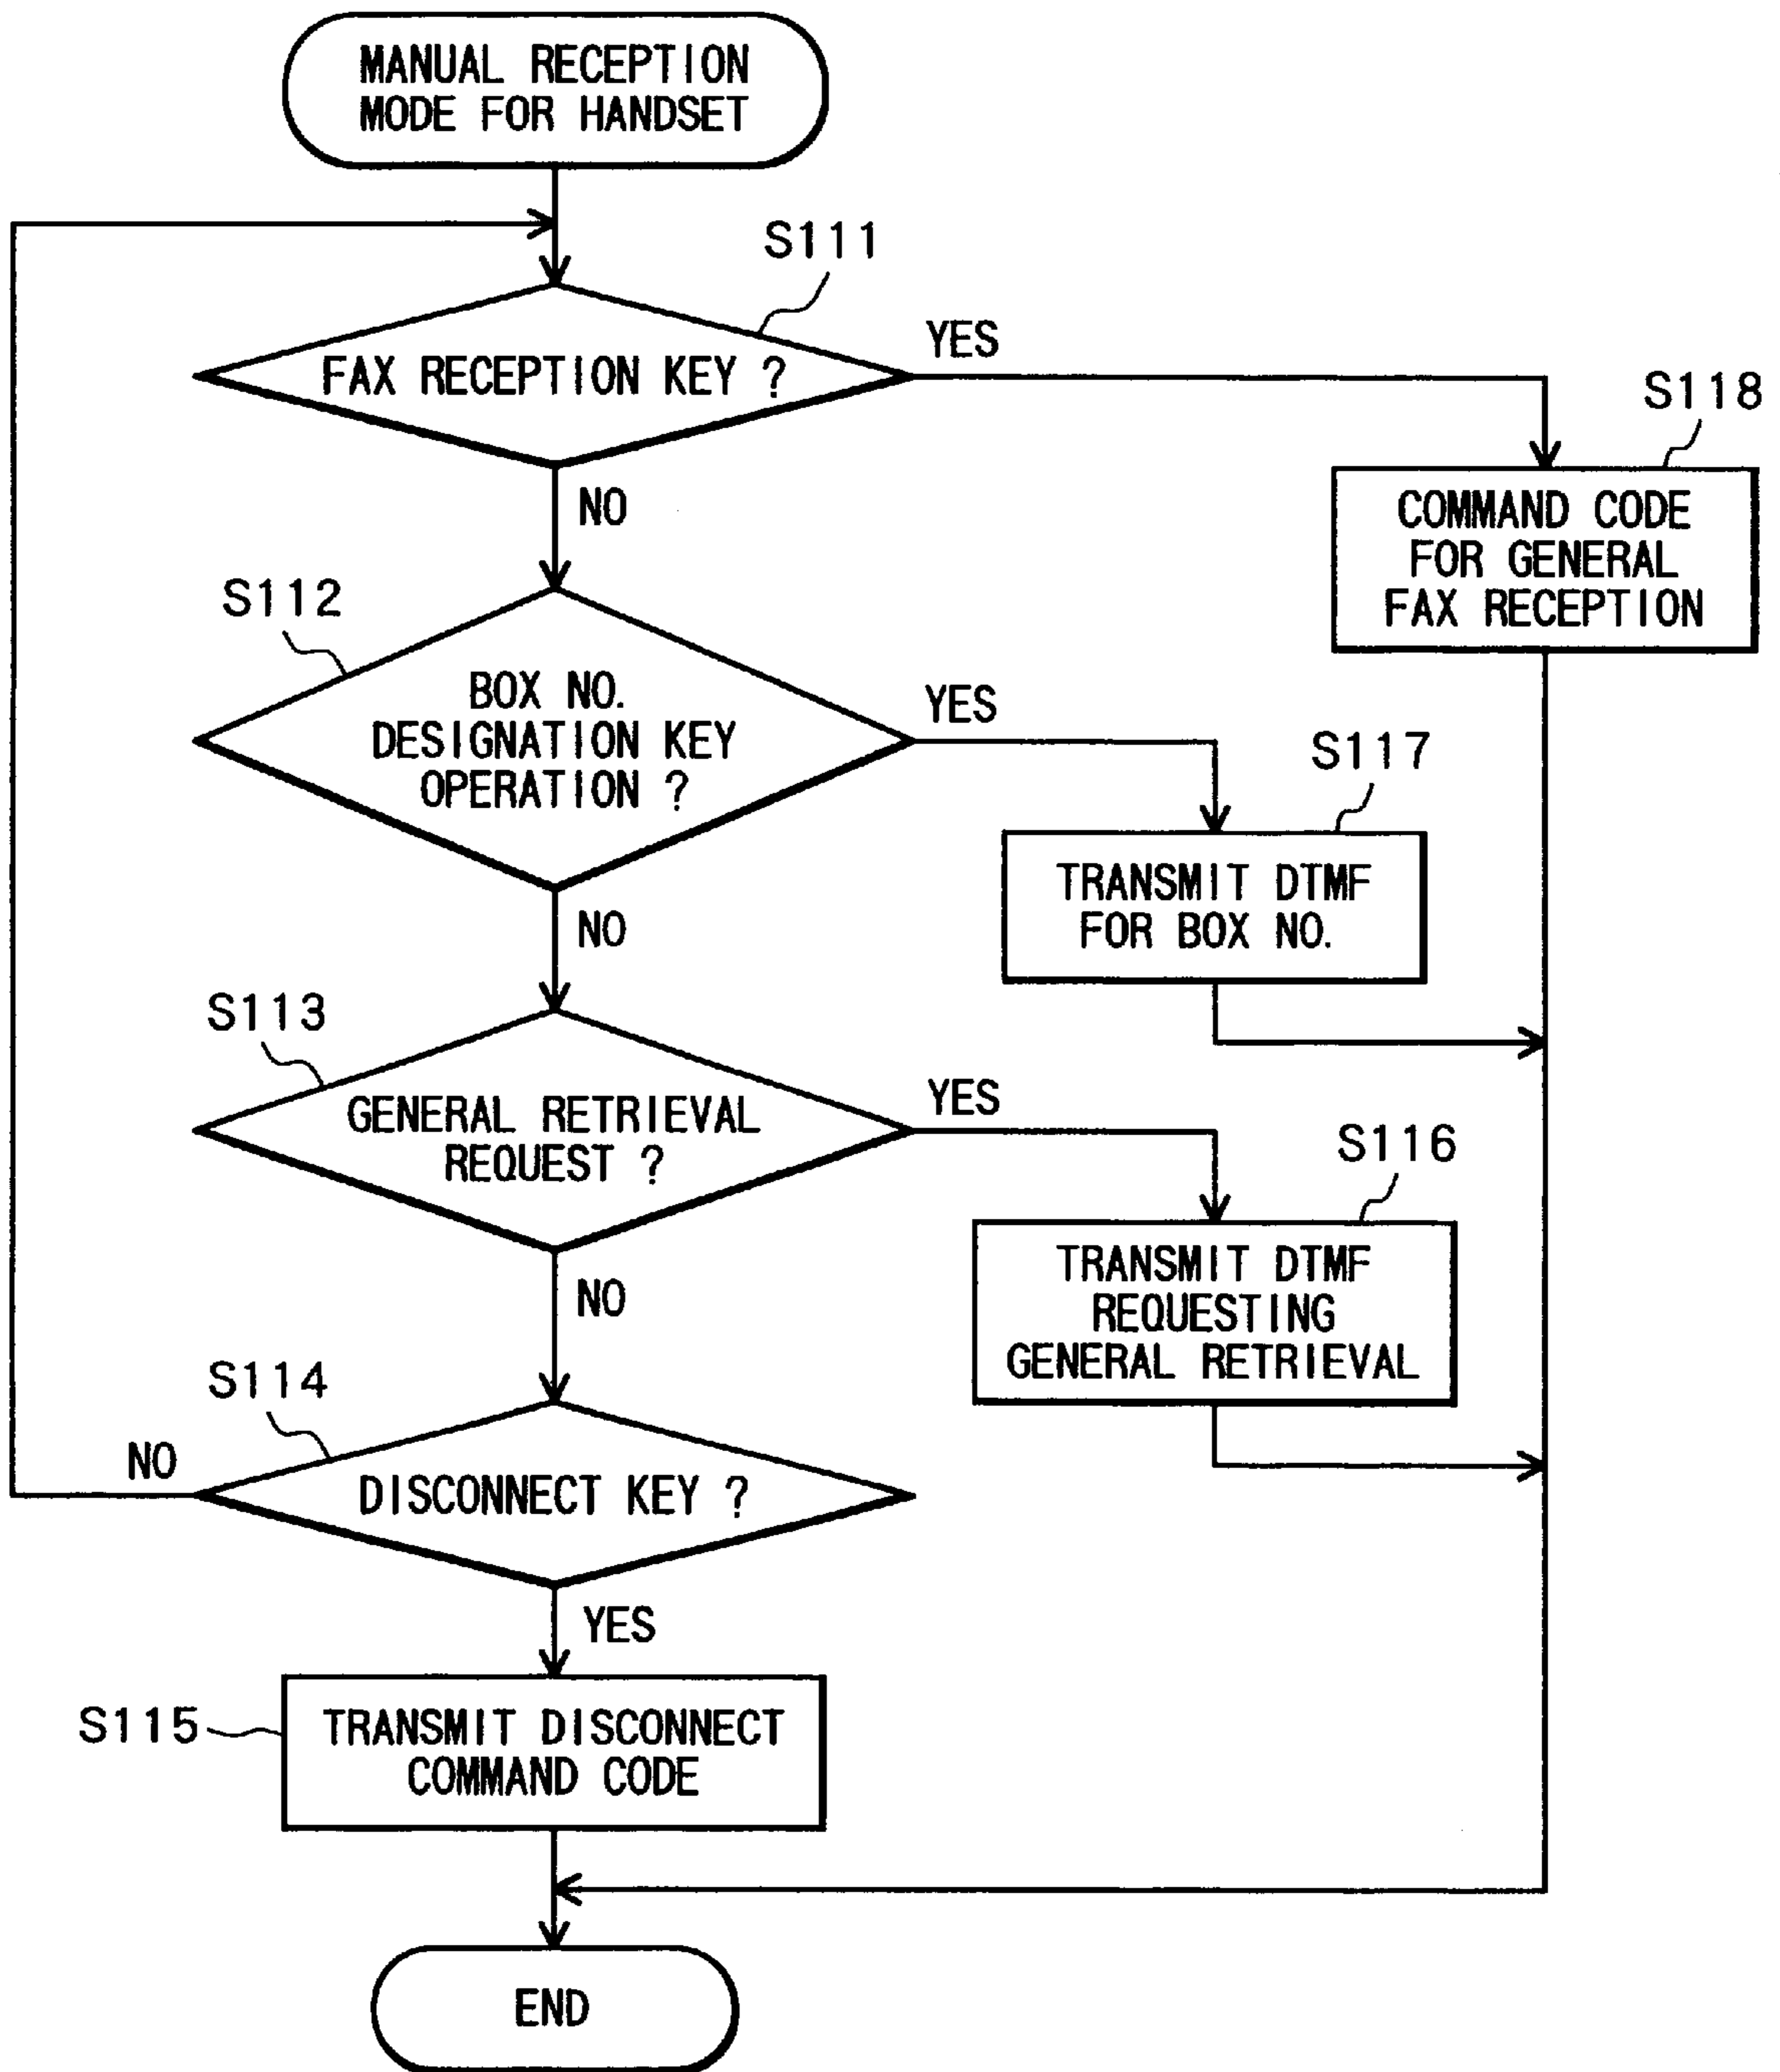 MANUAL RECEPTION
MODE FOR HANDSET
S111
FAX RECEPTION KEY ?
YES
NO
S118
COMMAND CODE
FOR GENERAL
FAX RECEPTION
S112
BOX NO.
DESIGNATION KEY
OPERATION ?
YES
NO
S117
TRANSMIT DTMF
FOR BOX NO.
S113
GENERAL RETRIEVAL
REQUEST ?
YES
NO
S116
TRANSMIT DTMF
REQUESTING
GENERAL RETRIEVAL
S114
NO
DISCONNECT KEY ?
YES
S115
TRANSMIT DISCONNECT
COMMAND CODE
END